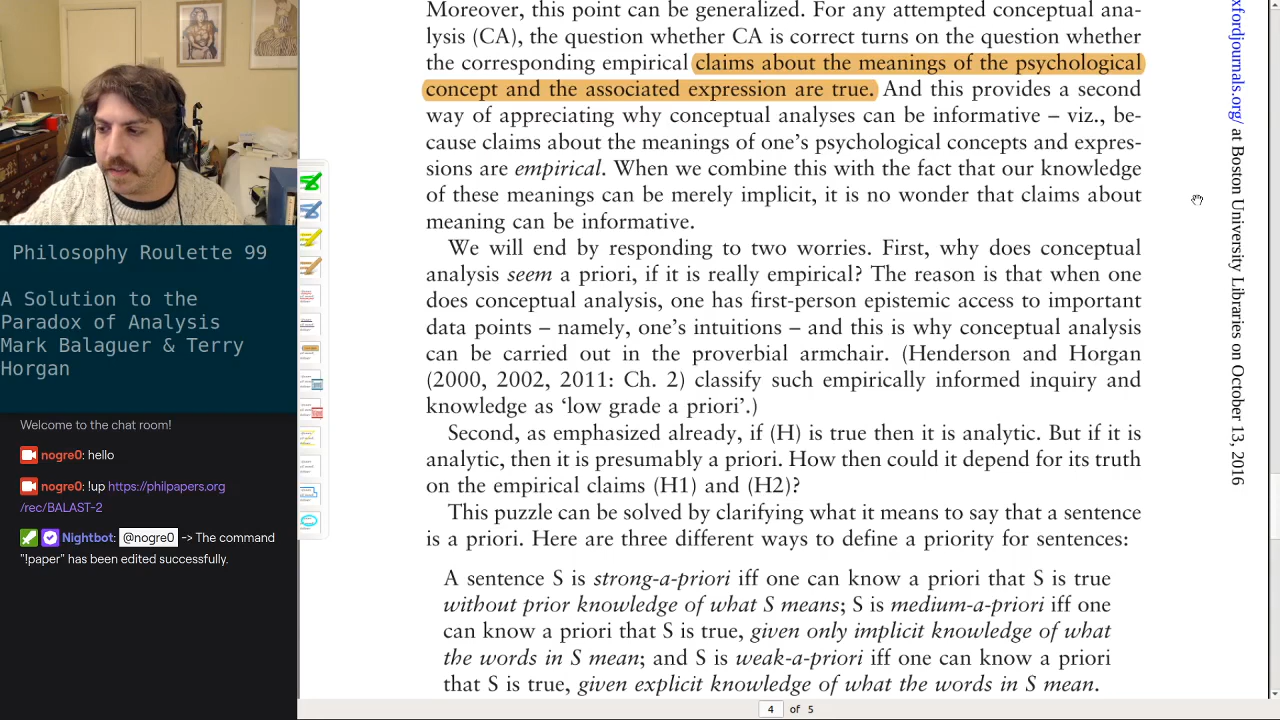 Philosophy Roulette 99
A Solution to the
Paradox of Analysis
Mark Balaguer & Terry
Horgan
Welcome to the chat room!
nogre0: hello
nogre0: !up https://philpapers.org
/rec/BALAST-2
Nightbot: @nogre0 -> The command
"!paper" has been edited successfully.
Moreover, this point can be generalized. For any attempted conceptual ana-
lysis (CA), the question whether CA is correct turns on the question whether
the corresponding empirical claims about the meanings of the psychological
concept and the associated expression are true. And this provides a second
way of appreciating why conceptual analyses can be informative – viz., be-
cause claims about the meanings of one's psychological concepts and expres-
sions are empirical. When we combine this with the fact that our knowledge
of these meanings can be merely implicit, it is no wonder the claims about
meaning can be informative.
We will end by responding to two worries. First, why does conceptual
analysis seem a priori, if it is really empirical? The reason is that when one
does conceptual analysis, one has first-person epistemic access to important
data points – namely, one's intuitions – and this is why conceptual analysis
can be carried out from the 'philosophical armchair'. Henderson and Horgan
(2000, 2002, 2011: Ch. 2) classify such empirically informed inquiry and
knowledge as low-grade a priori.
Second, as we basically already said, (H) says that it is analytic. But if it is
analytic, then it is presumably a priori. How then could it depend for its truth
on the empirical claims (H1) and (H2)?
This puzzle can be solved by clarifying what it means to say that a sentence
is a priori. Here are three different ways to define a priority for sentences:
A sentence S is strong-a-priori iff one can know a priori that S is true
without prior knowledge of what S means; S is medium-a-priori iff one
can know a priori that S is true, given only implicit knowledge of what
the words in S mean; and S is weak-a-priori iff one can know a priori
that S is true, given explicit knowledge of what the words in S mean.
xfordjournals.org/ at Boston University Libraries on October 13, 2016
4 of 5